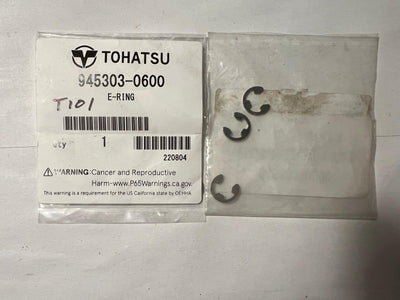 TOHATSU
945303-0600
E-RING
T101
Qty 1
220804
⚠WARNING: Cancer and Reproductive
Harm-www.P65Warnings.ca.gov.
This warning is a requirement for the US California state by OEHHA